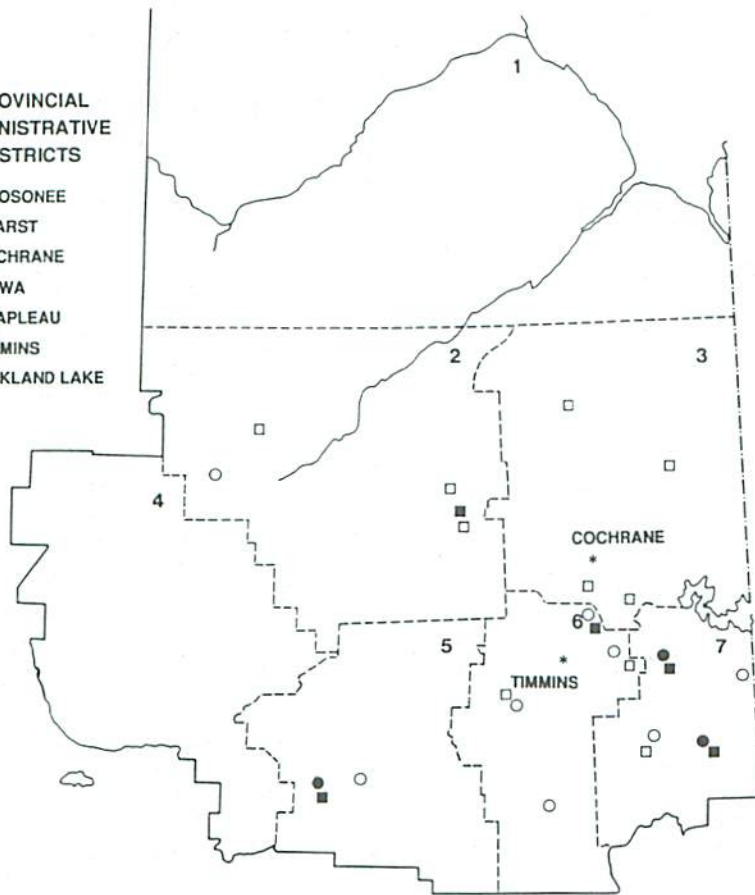 OVINCIAL
NISTRATIVE
STRICTS
OSONEE
ARST
CHRANE
WA
APLEAU
MINS
KLAND LAKE
1
2
3
4
COCHRANE
*
6
5
7
*
TIMMINS